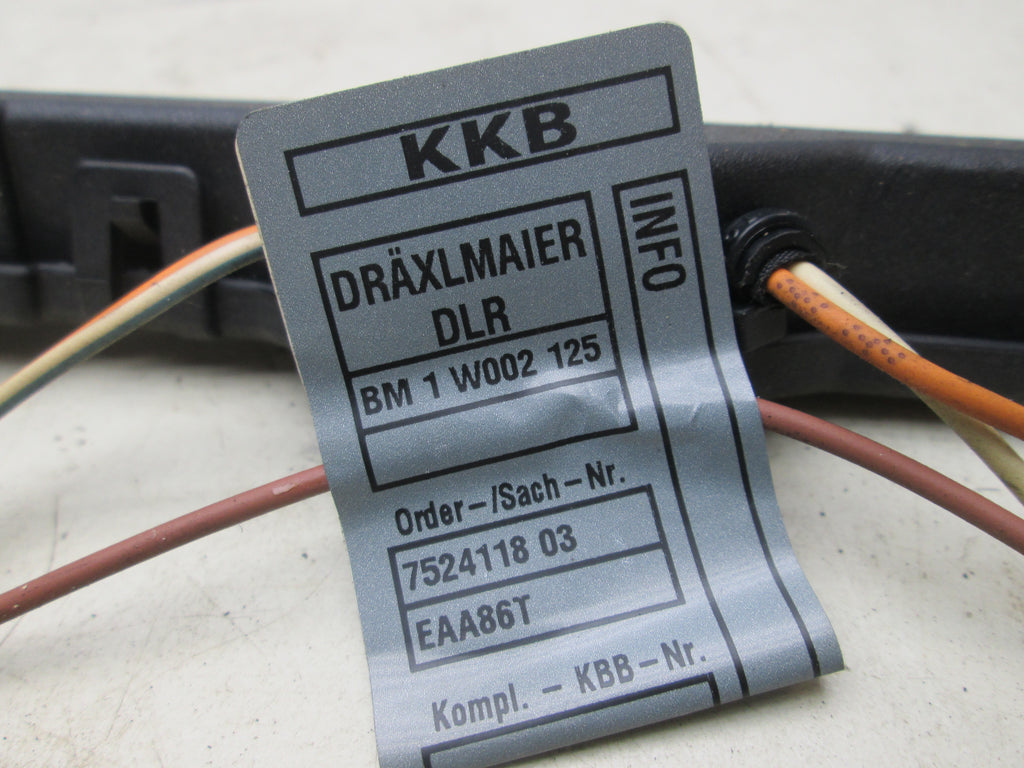 KKB
DRÄXLMAIER
DLR
BM 1 W002 125
INFO
Order-/Sach-Nr.
7524118 03
EAA86T
Kompl. - KBB-Nr.